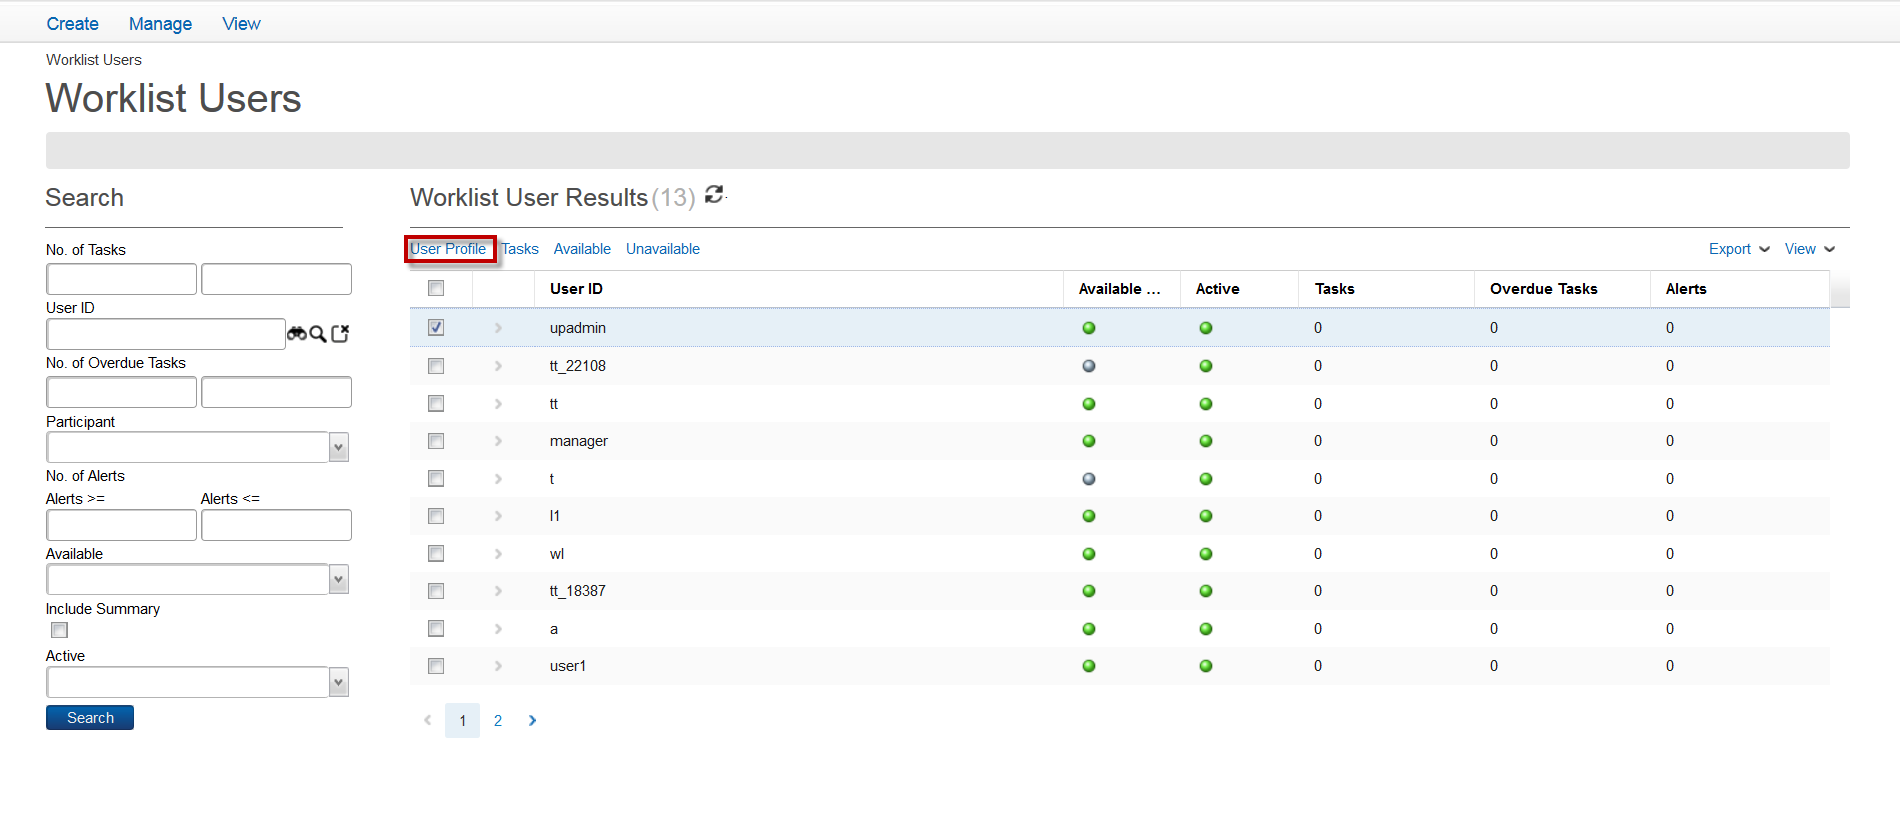 Create Manage View
Worklist Users
Worklist Users
Search
Worklist User Results (13)
User Profile Tasks Available Unavailable Export View
No. of Tasks
User ID
No. of Overdue Tasks
Participant
No. of Alerts
Alerts >= Alerts <=
Available
Include Summary
Active
Search
User ID Available ... Active Tasks Overdue Tasks Alerts
upadmin 0 0 0
tt_22108 0 0 0
tt 0 0 0
manager 0 0 0
t 0 0 0
l1 0 0 0
wl 0 0 0
tt_18387 0 0 0
a 0 0 0
user1 0 0 0
1 2